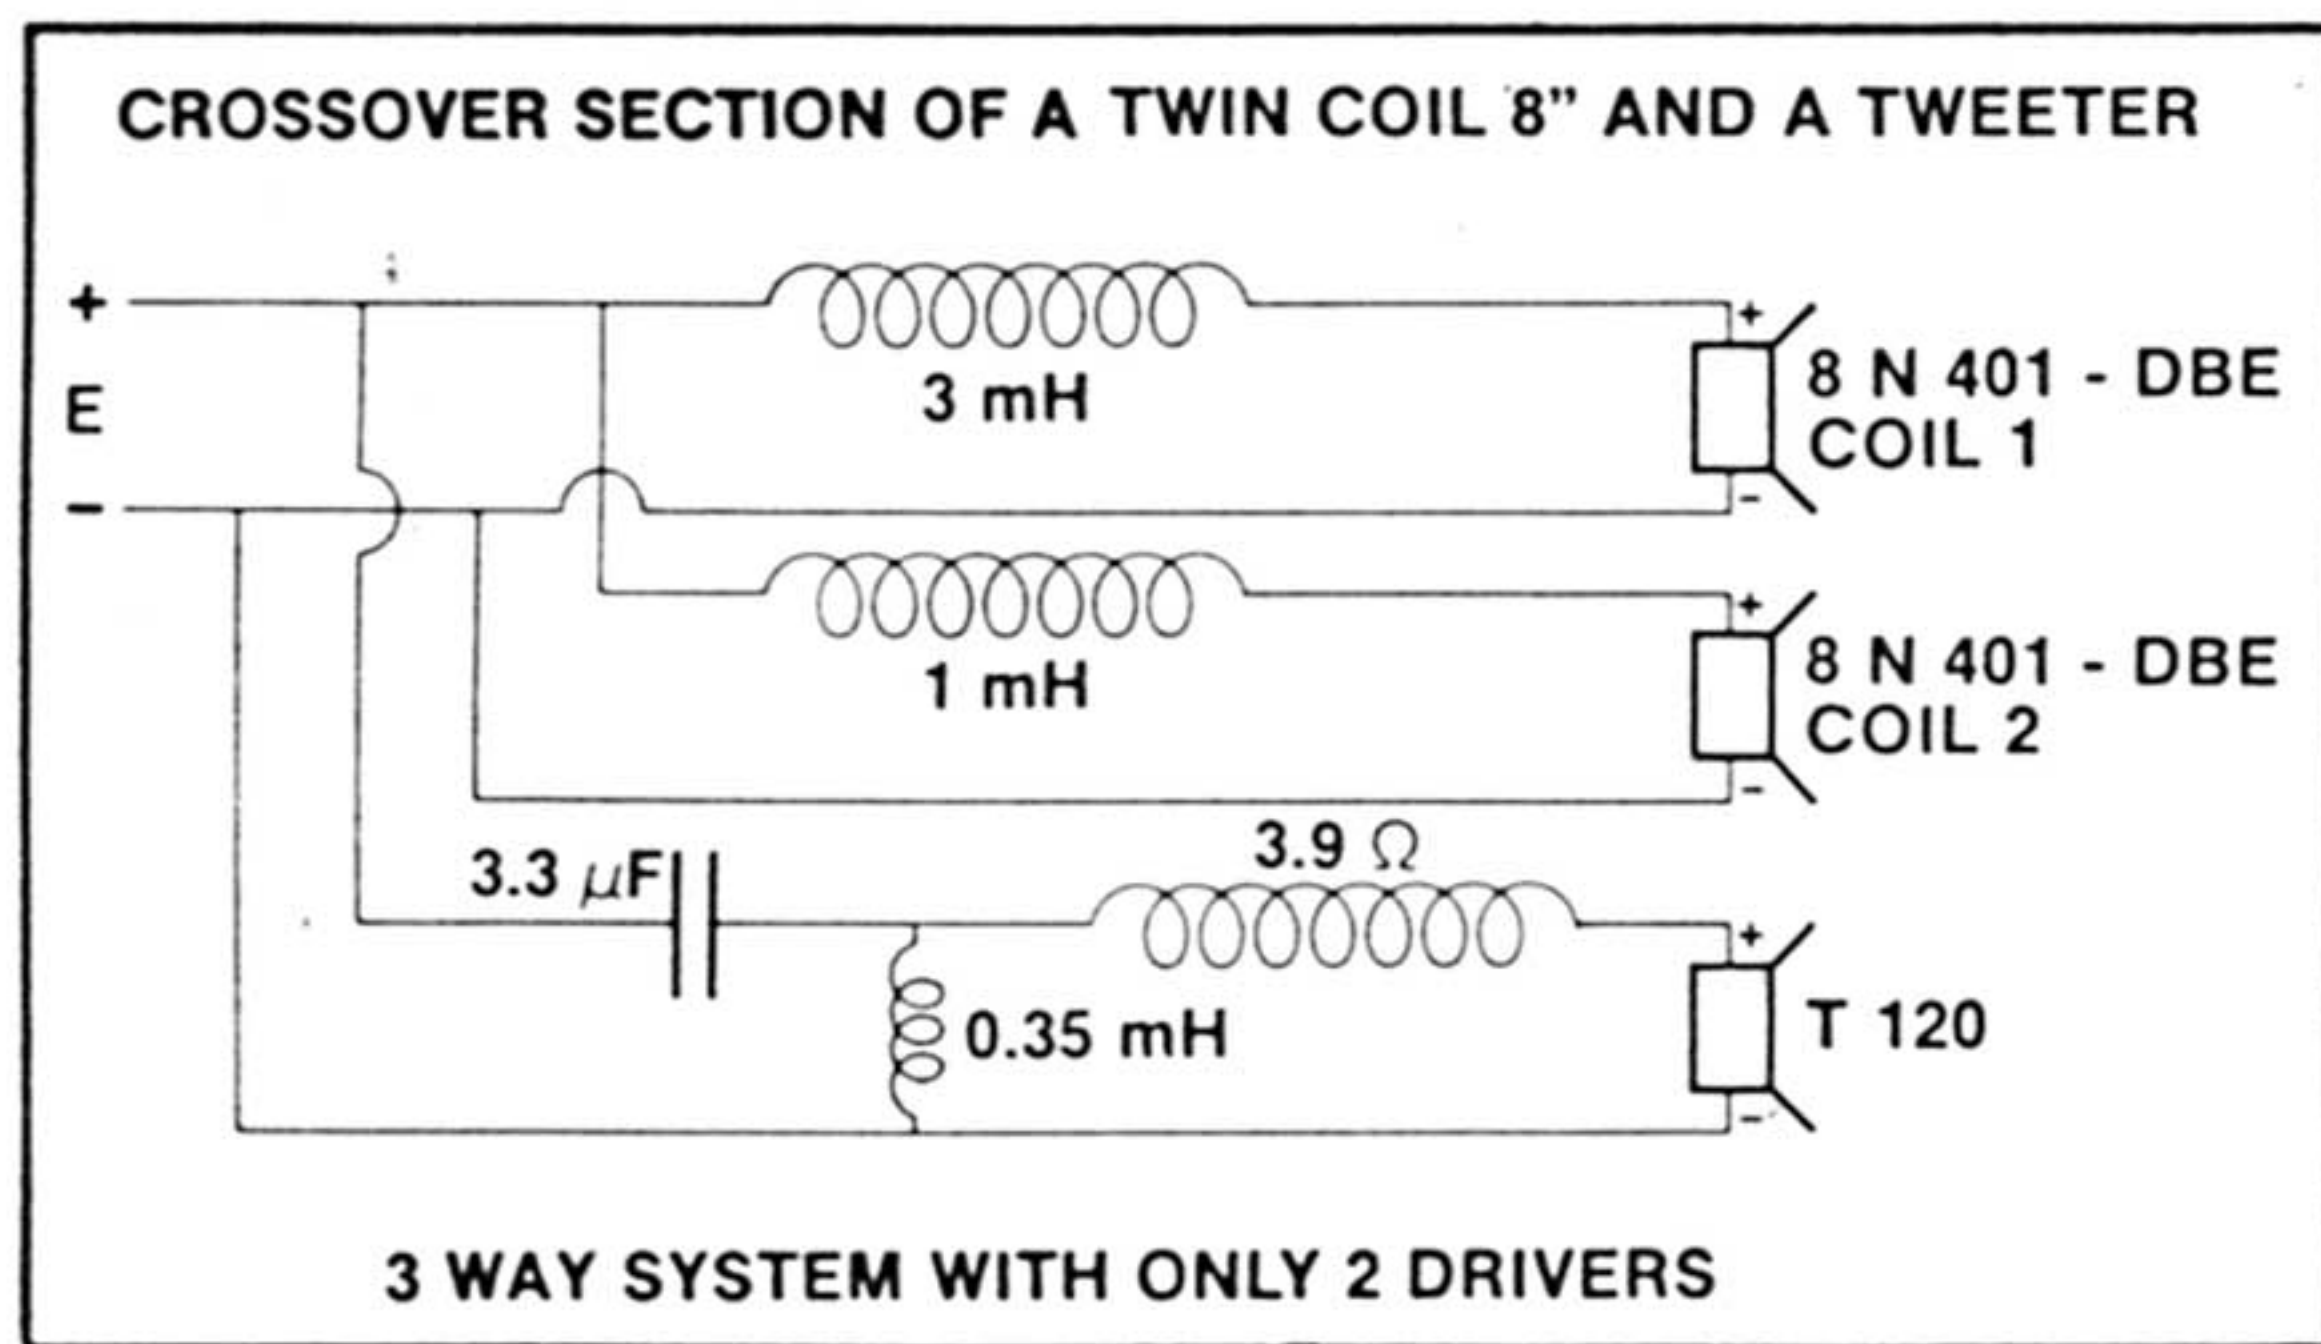 CROSSOVER SECTION OF A TWIN COIL 8” AND A TWEETER
+
E
−
3 mH
+
8 N 401 - DBE
COIL 1
-
1 mH
+
8 N 401 - DBE
COIL 2
-
3.3 μF
3.9 Ω
0.35 mH
+
T 120
-
3 WAY SYSTEM WITH ONLY 2 DRIVERS